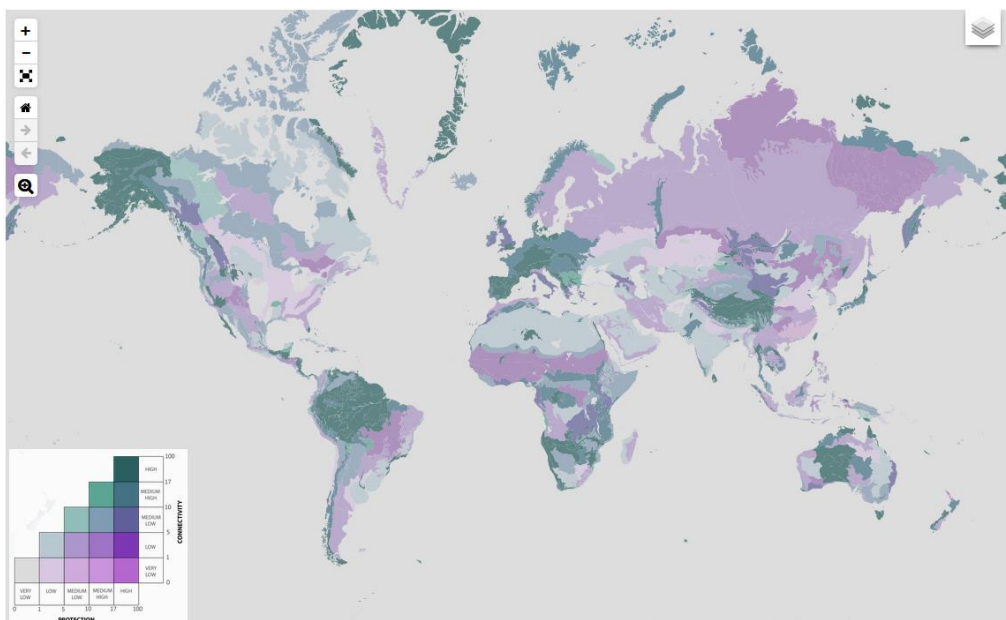 +
−
HIGH
MEDIUM HIGH
MEDIUM LOW
LOW
VERY LOW
100
17
10
5
1
0
CONNECTIVITY
VERY LOW
LOW
MEDIUM LOW
MEDIUM HIGH
HIGH
0 1 5 10 17 100
PROTECTION